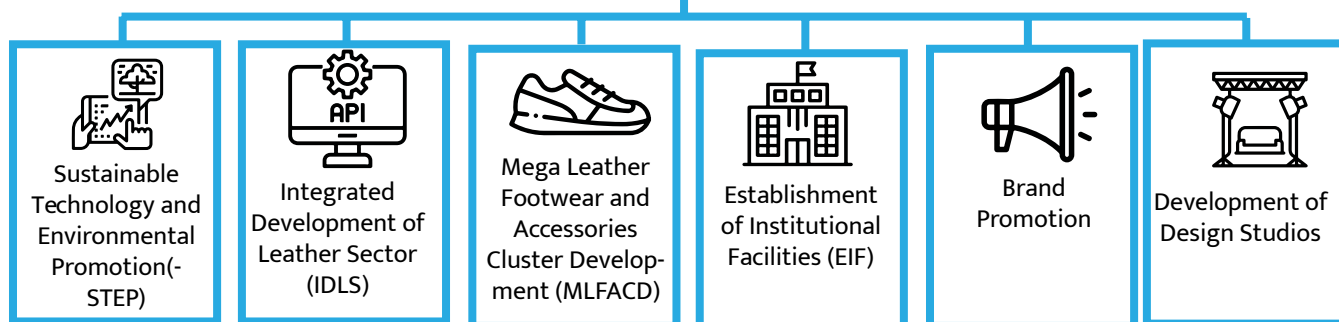 Sustainable
Technology and
Environmental
Promotion(-
STEP)
API
Integrated
Development of
Leather Sector
(IDLS)
Mega Leather
Footwear and
Accessories
Cluster Develop-
ment (MLFACD)
Establishment
of Institutional
Facilities (EIF)
Brand
Promotion
Development of
Design Studios